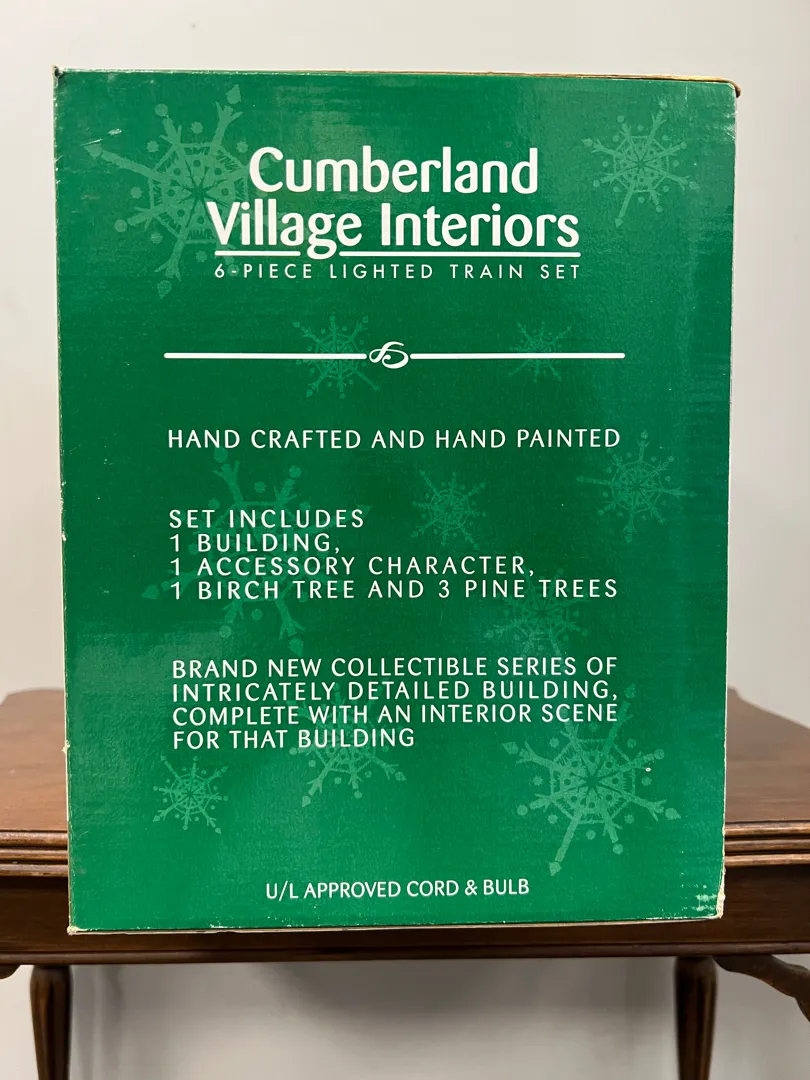 Cumberland
Village Interiors
6-PIECE LIGHTED TRAIN SET
HAND CRAFTED AND HAND PAINTED
SET INCLUDES
1 BUILDING,
1 ACCESSORY CHARACTER,
1 BIRCH TREE AND 3 PINE TREES
BRAND NEW COLLECTIBLE SERIES OF
INTRICATELY DETAILED BUILDING,
COMPLETE WITH AN INTERIOR SCENE
FOR THAT BUILDING
U/L APPROVED CORD & BULB